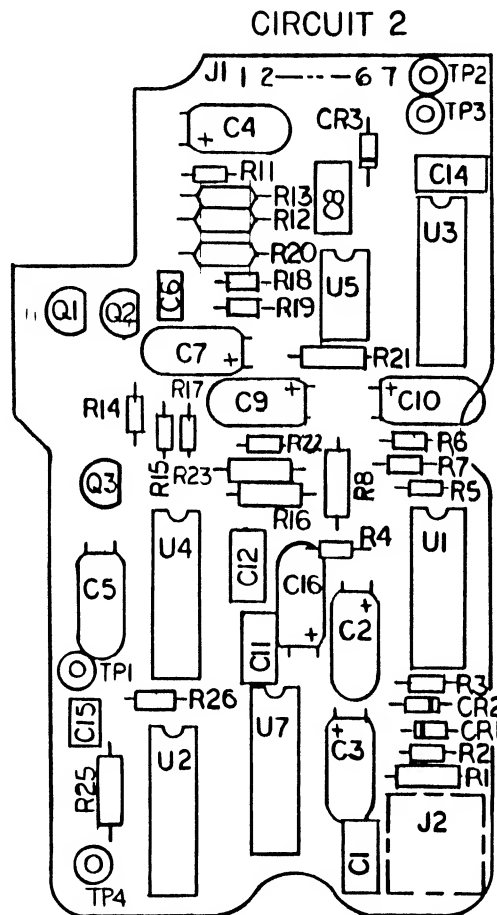 CIRCUIT 2
J1 1 2 ----- 6 7 TP2
TP3
+ C4
CR3
R11
C14
R13
C8
R12
U3
R20
R18
C6
U5
Q1 Q2
R19
C7 +
R21
R17
C9 +
+ C10
R14
R22
R6
R15
R23
R8
R7
Q3
R5
R16
U4
C12
R4
U1
C5
C16
+
C2 +
C11
TP1
R3
R26
CR2
C15
U7
+
C3
CR1
U2
R2
R25
R1
J2
C1
TP4